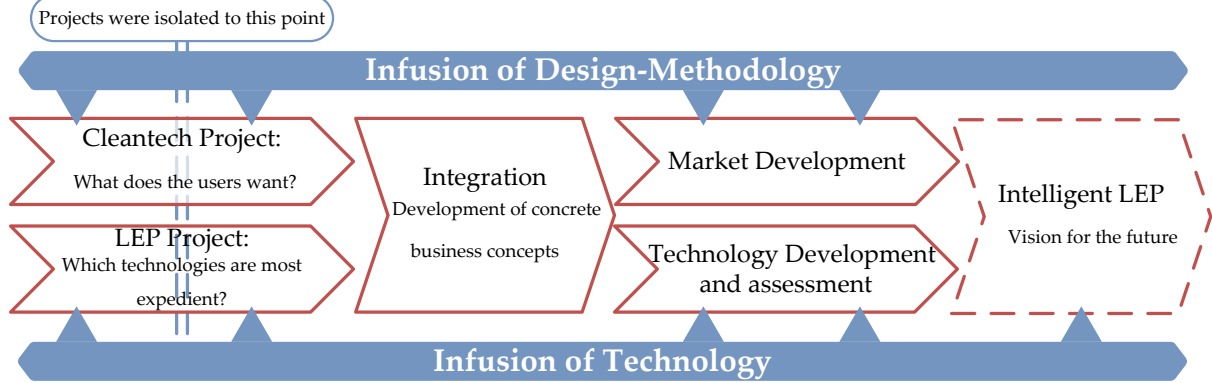 Projects were isolated to this point
Infusion of Design-Methodology
Cleantech Project:
What does the users want?
LEP Project:
Which technologies are most
expedient?
Integration
Development of concrete
business concepts
Market Development
Technology Development
and assessment
Intelligent LEP
Vision for the future
Infusion of Technology